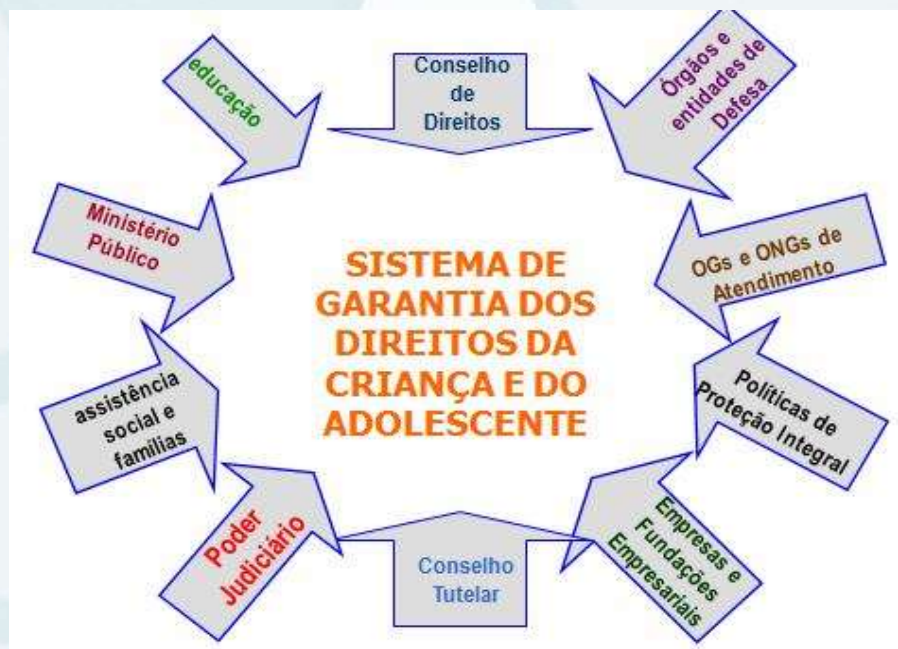 educação
Conselho
de
Direitos
Órgãos e
entidades de
Defesa
Ministério
Público
OGs e ONGs de
Atendimento
SISTEMA DE
GARANTIA DOS
DIREITOS DA
CRIANÇA E DO
ADOLESCENTE
assistência
social e
famílias
Políticas de
Proteção Integral
Poder
Judiciário
Conselho
Tutelar
Empresas e
Fundações
Empresariais